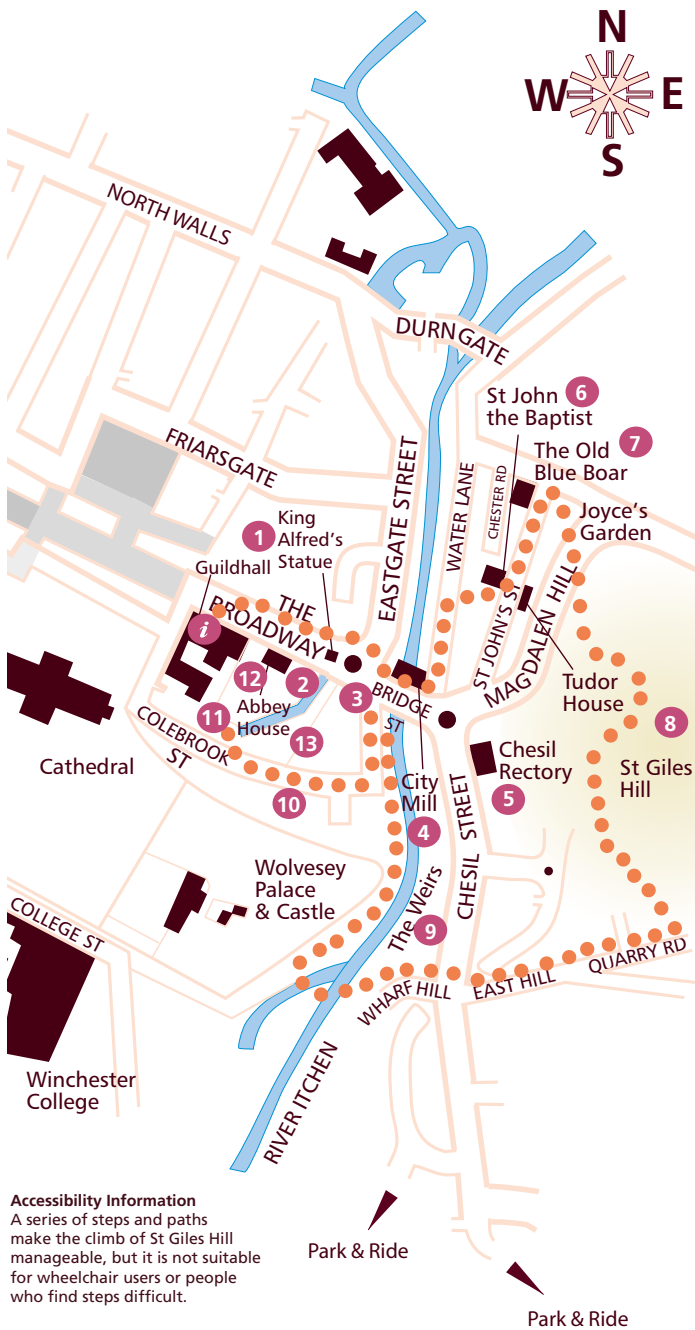 N
W E
S
NORTH WALLS
DURNGATE
St John 6
the Baptist
7
The Old
Blue Boar
FRIARSGATE
EASTGATE STREET
WATER LANE
CHESTER RD
Joyce's
Garden
1 King
Alfred's
Statue
Guildhall
i
THE
BROADWAY
ST JOHN'S ST
MAGDALEN HILL
Tudor
House
12
2
3
BRIDGE
ST
Abbey
House
11
13
8
COLEBROOK
ST
Cathedral
10
City
Mill
4
Chesil
Rectory
5
St Giles
Hill
CHESIL STREET
Wolvesey
Palace
& Castle
The Weirs
9
COLLEGE ST
WHARF HILL
EAST HILL
QUARRY RD
Winchester
College
RIVER ITCHEN
Accessibility Information
A series of steps and paths
make the climb of St Giles Hill
manageable, but it is not suitable
for wheelchair users or people
who find steps difficult.
Park & Ride
Park & Ride